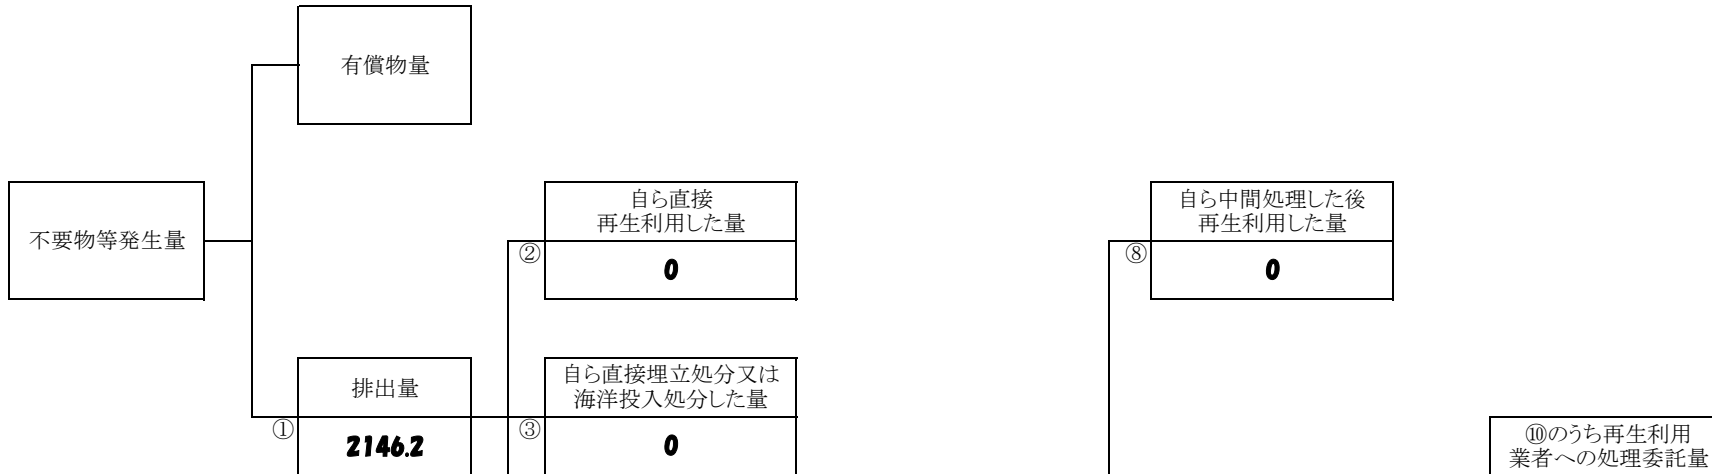 有償物量
不要物等発生量
自ら直接
再生利用した量
②
0
自ら中間処理した後
再生利用した量
⑧
0
排出量
①
2146.2
自ら直接埋立処分又は
海洋投入処分した量
③
0
⑩のうち再生利用
業者への処理委託量